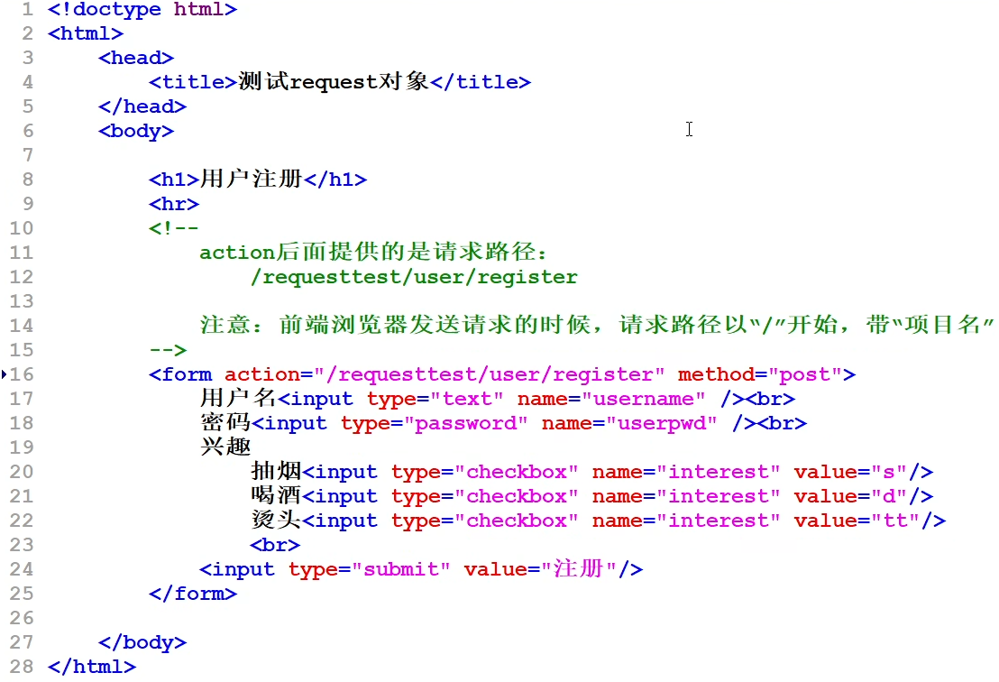 1 <!doctype html>
2 <html>
3 <head>
4 <title>测试request对象</title>
5 </head>
6 <body>
7
8 <h1>用户注册</h1>
9 <hr>
10 <!--
11 action后面提供的是请求路径：
12 /requesttest/user/register
13
14 注意：前端浏览器发送请求的时候，请求路径以“/”开始，带“项目名”
15 -->
16 <form action="/requesttest/user/register" method="post">
17 用户名<input type="text" name="username" /><br>
18 密码<input type="password" name="userpwd" /><br>
19 兴趣
20 抽烟<input type="checkbox" name="interest" value="s"/>
21 喝酒<input type="checkbox" name="interest" value="d"/>
22 烫头<input type="checkbox" name="interest" value="tt"/>
23 <br>
24 <input type="submit" value="注册"/>
25 </form>
26
27 </body>
28 </html>